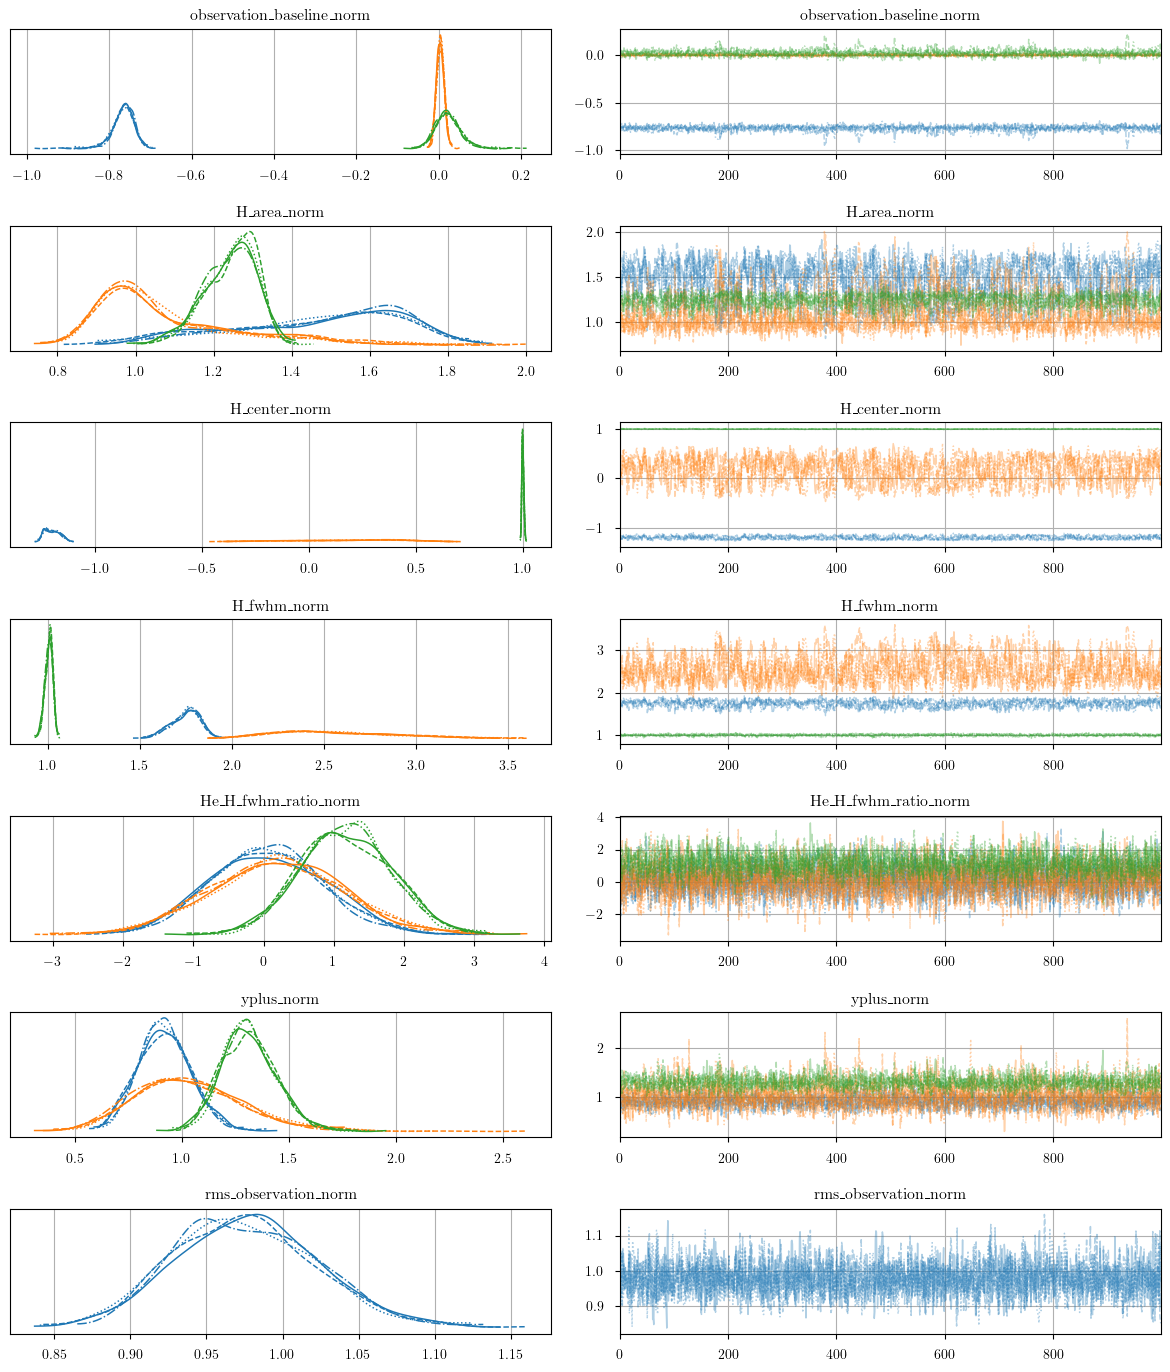 observation_baseline_norm observation_baseline_norm
0.0
−0.5
−1.0
−1.0 −0.8 −0.6 −0.4 −0.2 0.0 0.2 0 200 400 600 800
H_area_norm H_area_norm
2.0
1.5
1.0
0.8 1.0 1.2 1.4 1.6 1.8 2.0 0 200 400 600 800
H_center_norm H_center_norm
1
0
−1
−1.0 −0.5 0.0 0.5 1.0 0 200 400 600 800
H_fwhm_norm H_fwhm_norm
3
2
1
1.0 1.5 2.0 2.5 3.0 3.5 0 200 400 600 800
He_H_fwhm_ratio_norm He_H_fwhm_ratio_norm
4
2
0
−2
−3 −2 −1 0 1 2 3 4 0 200 400 600 800
yplus_norm yplus_norm
2
1
0.5 1.0 1.5 2.0 2.5 0 200 400 600 800
rms_observation_norm rms_observation_norm
1.1
1.0
0.9
0.85 0.90 0.95 1.00 1.05 1.10 1.15 0 200 400 600 800